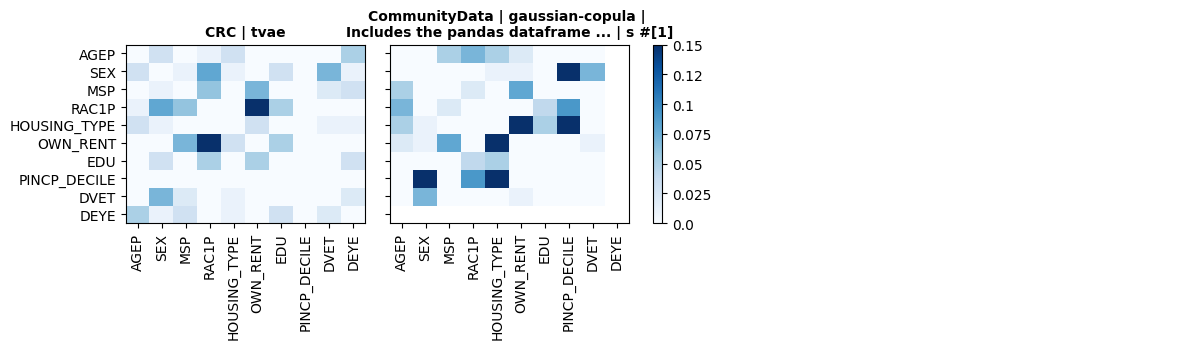 CommunityData | gaussian-copula |
CRC | tvae
Includes the pandas dataframe ... | s #[1]
AGEP
SEX
MSP
RAC1P
HOUSING_TYPE
OWN_RENT
EDU
PINCP_DECILE
DVET
DEYE
0.15
0.12
0.1
0.075
0.05
0.025
0.0
AGEP
SEX
MSP
RAC1P
HOUSING_TYPE
OWN_RENT
EDU
PINCP_DECILE
DVET
DEYE
AGEP
SEX
MSP
RAC1P
HOUSING_TYPE
OWN_RENT
EDU
PINCP_DECILE
DVET
DEYE